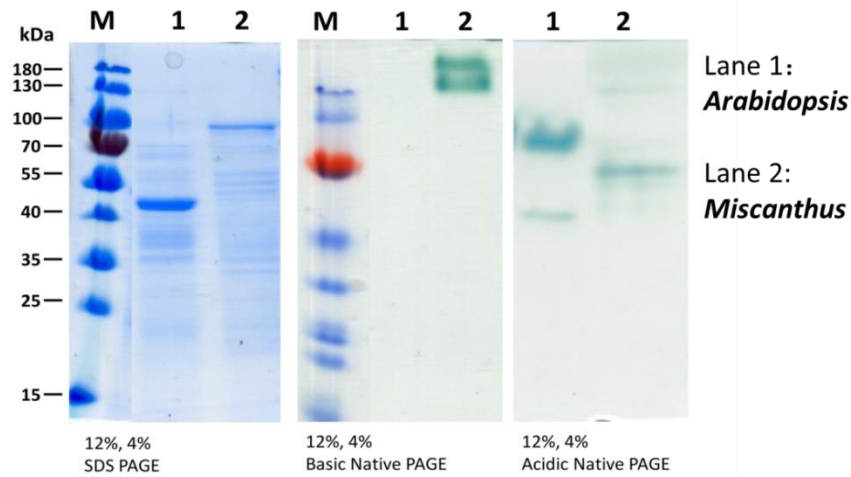 kDa
M 1 2
M 1 2
1 2
180
130
100
70
55
40
35
25
15
Lane 1:
Arabidopsis
Lane 2:
Miscanthus
12%, 4%
SDS PAGE
12%, 4%
Basic Native PAGE
12%, 4%
Acidic Native PAGE